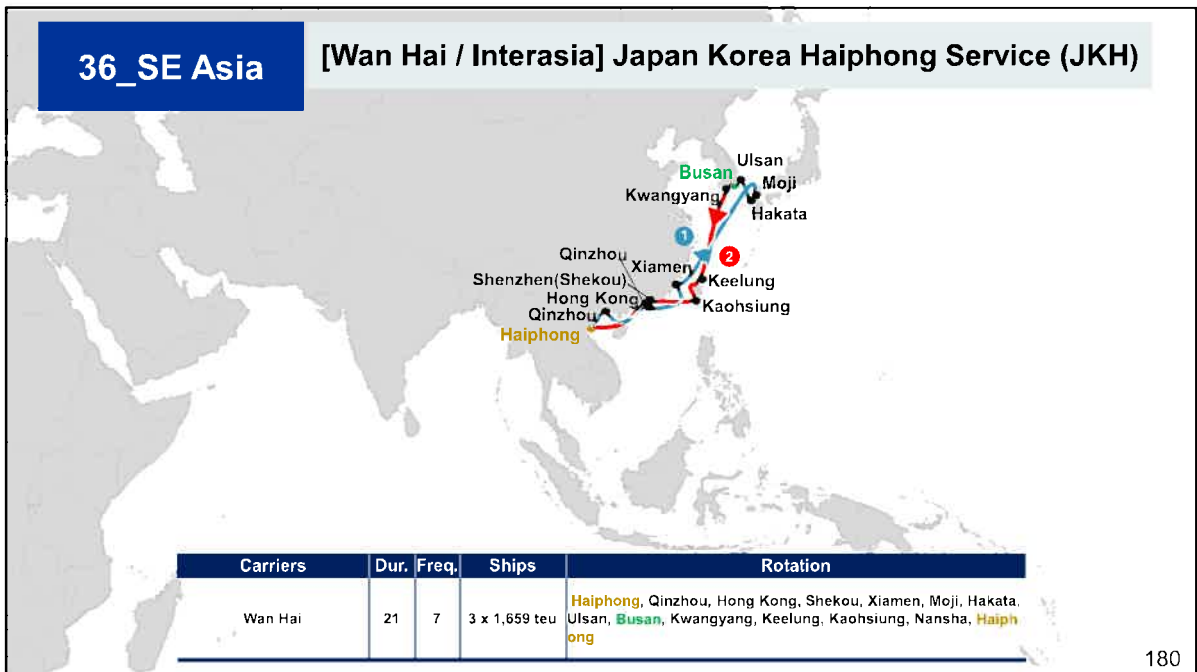 36_SE Asia
[Wan Hai / Interasia] Japan Korea Haiphong Service (JKH)
Ulsan
Busan
Moji
Kwangyang
Hakata
1
Qinzhou
2
Xiamen
Shenzhen(Shekou)
Keelung
Hong Kong
Kaohsiung
Qinzhou
Haiphong
Carriers Dur. Freq. Ships Rotation
Haiphong, Qinzhou, Hong Kong, Shekou, Xiamen, Moji, Hakata,
Wan Hai 21 7 3 x 1,659 teu Ulsan, Busan, Kwangyang, Keelung, Kaohsiung, Nansha, Haiph
ong
180